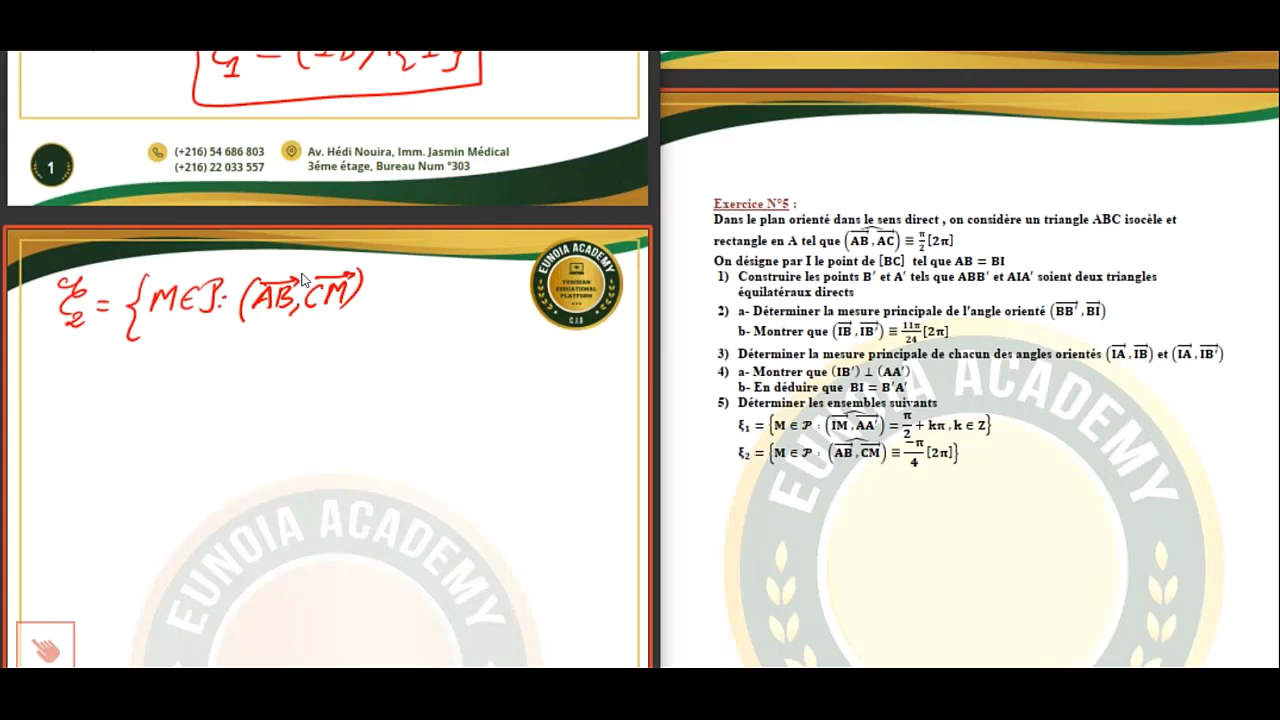 ξ₁ = (IB')\{I}
1
(+216) 54 686 803
(+216) 22 033 557
Av. Hédi Nouira, Imm. Jasmin Médical
3éme étage, Bureau Num °303
ξ₂ = { M ∈ P : (AB, CM)
EUNOIA ACADEMY
TUNISIAN
EDUCATIONAL
PLATFORM
EUNOIA ACADEMY
Exercice N°5 :
Dans le plan orienté dans le sens direct , on considère un triangle ABC isocèle et
rectangle en A tel que (AB , AC) ≡ π/2 [2π]
On désigne par I le point de [BC] tel que AB = BI
1) Construire les points B′ et A′ tels que ABB′ et AIA′ soient deux triangles
équilatéraux directs
2) a- Déterminer la mesure principale de l'angle orienté (BB′ , BI)
b- Montrer que (IB , IB′) ≡ 11π/24 [2π]
3) Déterminer la mesure principale de chacun des angles orientés (IA , IB) et (IA , IB′)
4) a- Montrer que (IB′) ⊥ (AA′)
b- En déduire que BI = B′A′
5) Déterminer les ensembles suivants
ξ₁ = {M ∈ P : (IM , AA′) = π/2 + kπ , k ∈ Z}
ξ₂ = {M ∈ P : (AB , CM) ≡ −π/4 [2π]}
EUNOIA ACADEMY